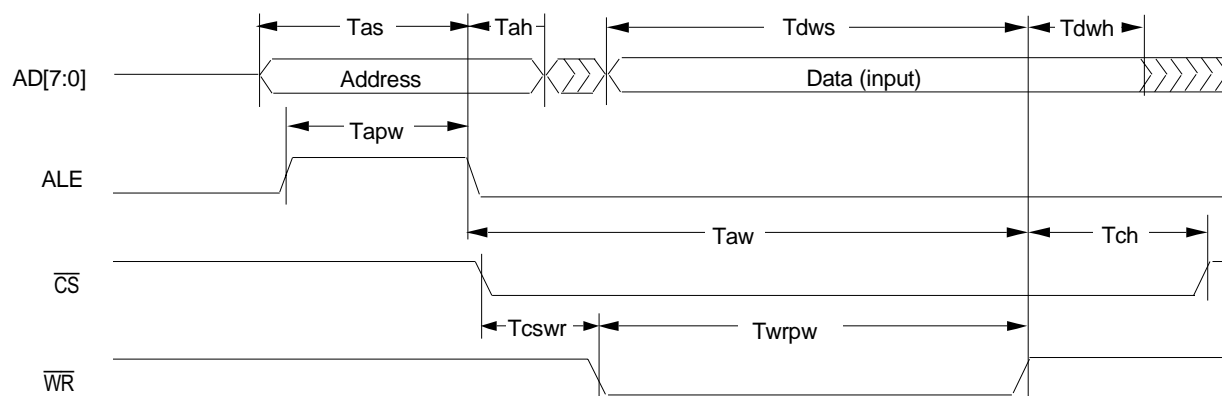 Tas Tah Tdws Tdwh
AD[7:0] Address Data (input)
Tapw
ALE
Taw Tch
CS
Tcswr Twrpw
WR